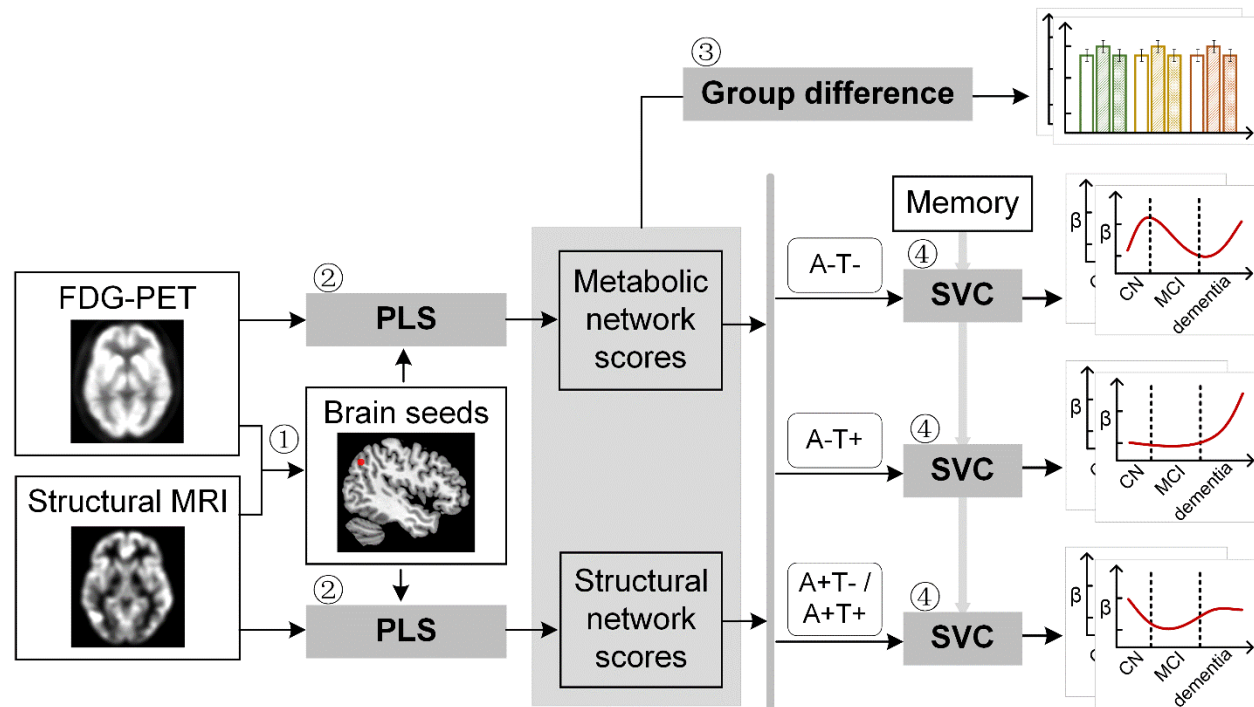 ③
Group difference
FDG-PET
Structural MRI
①
Brain seeds
②
PLS
②
PLS
Metabolic
network
scores
Structural
network
scores
Memory
A-T-
④
SVC
β
β
C
CN
MCI
dementia
A-T+
④
SVC
β
β
C
CN
MCI
dementia
A+T- /
A+T+
④
SVC
β
β
C
CN
MCI
dementia